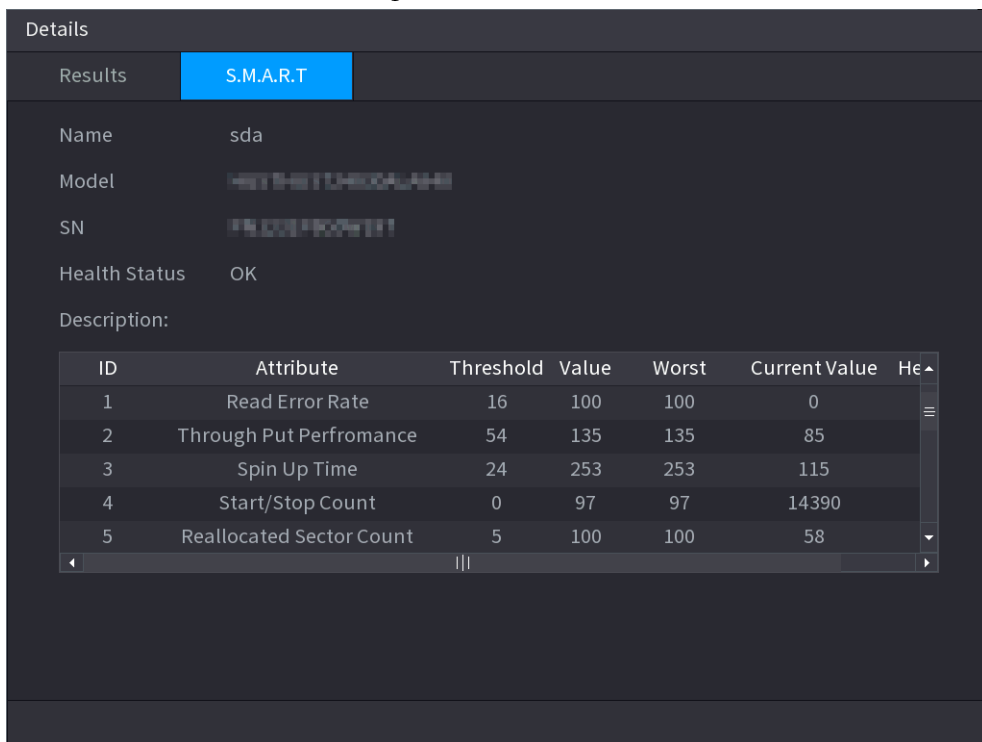 Details
Results S.M.A.R.T
Name sda
Model
SN
Health Status OK
Description:
ID Attribute Threshold Value Worst Current Value He
1 Read Error Rate 16 100 100 0
2 Through Put Perfromance 54 135 135 85
3 Spin Up Time 24 253 253 115
4 Start/Stop Count 0 97 97 14390
5 Reallocated Sector Count 5 100 100 58